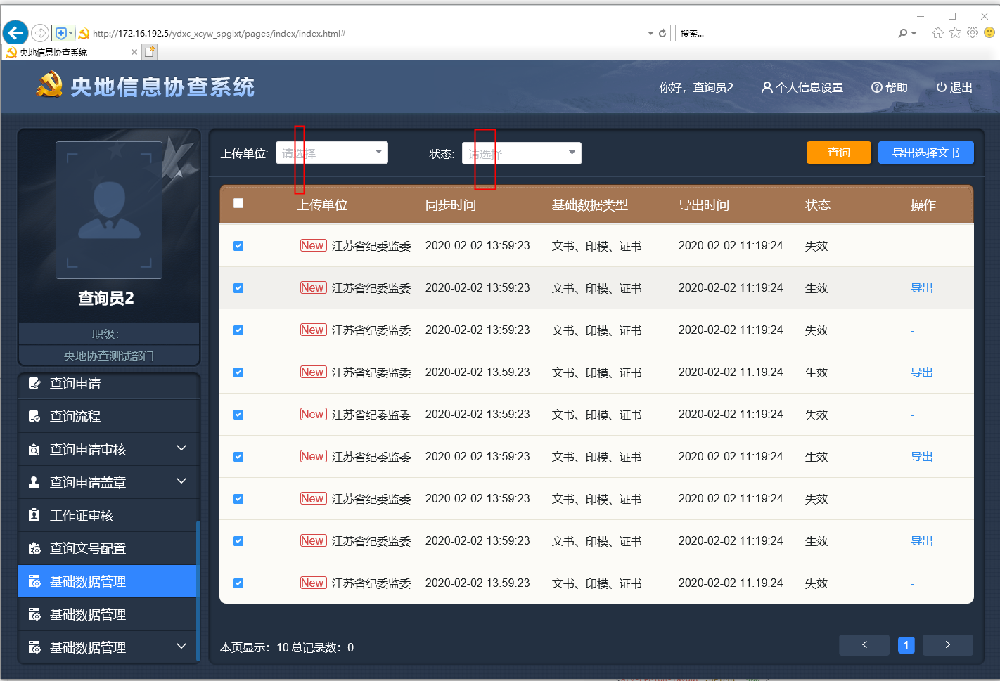 http://172.16.192.5/ydxc_xcyw_spglxt/pages/index/index.html#
搜索...
央地信息协查系统
央地信息协查系统
你好，查询员2 个人信息设置 帮助 退出
查询员2
职级：
央地协查测试部门
查询申请
查询流程
查询申请审核
查询申请盖章
工作证审核
查询文号配置
基础数据管理
基础数据管理
基础数据管理
上传单位: 请选择 状态: 请选择 查询 导出选择文书
上传单位 同步时间 基础数据类型 导出时间 状态 操作
New 江苏省纪委监委 2020-02-02 13:59:23 文书、印模、证书 2020-02-02 11:19:24 失效 -
New 江苏省纪委监委 2020-02-02 13:59:23 文书、印模、证书 2020-02-02 11:19:24 生效 导出
New 江苏省纪委监委 2020-02-02 13:59:23 文书、印模、证书 2020-02-02 11:19:24 失效 -
New 江苏省纪委监委 2020-02-02 13:59:23 文书、印模、证书 2020-02-02 11:19:24 生效 导出
New 江苏省纪委监委 2020-02-02 13:59:23 文书、印模、证书 2020-02-02 11:19:24 失效 -
New 江苏省纪委监委 2020-02-02 13:59:23 文书、印模、证书 2020-02-02 11:19:24 生效 导出
New 江苏省纪委监委 2020-02-02 13:59:23 文书、印模、证书 2020-02-02 11:19:24 失效 -
New 江苏省纪委监委 2020-02-02 13:59:23 文书、印模、证书 2020-02-02 11:19:24 生效 导出
New 江苏省纪委监委 2020-02-02 13:59:23 文书、印模、证书 2020-02-02 11:19:24 失效 -
本页显示：10 总记录数：0
1